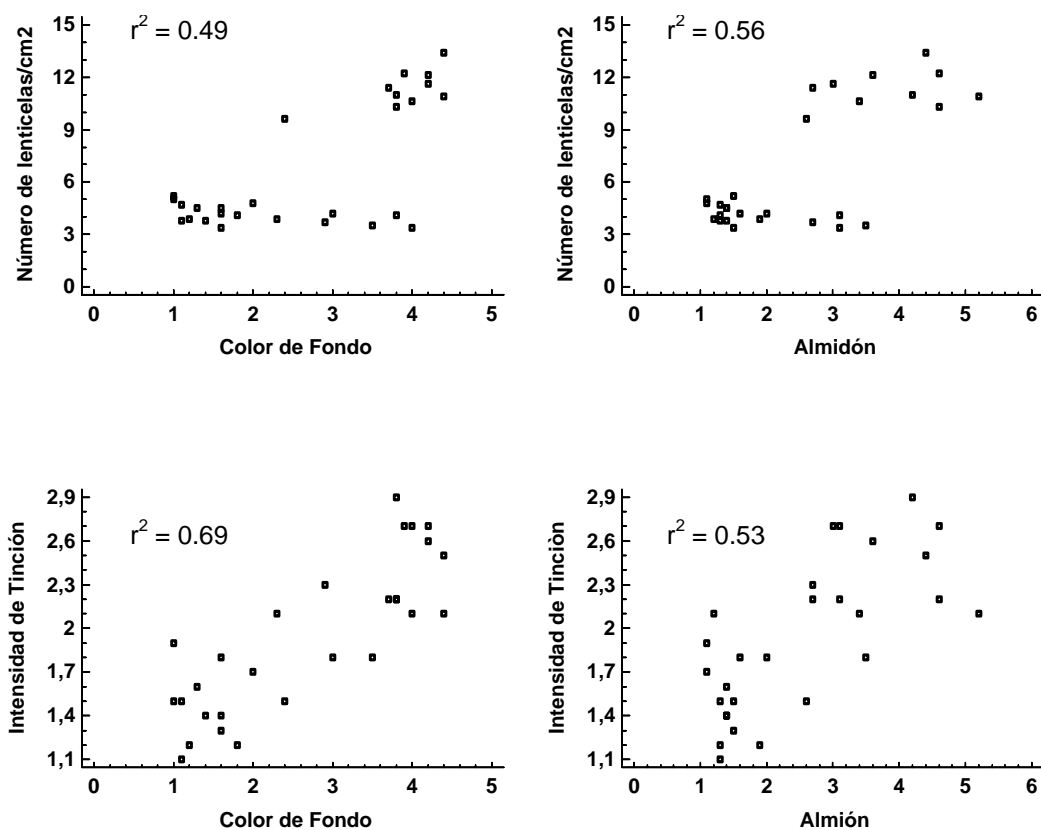 r² = 0.49
Número de lenticelas/cm2
15
12
9
6
3
0
0 1 2 3 4 5
Color de Fondo
r² = 0.56
Número de lenticelas/cm2
15
12
9
6
3
0
0 1 2 3 4 5 6
Almidón
r² = 0.69
Intensidad de Tinción
2,9
2,6
2,3
2
1,7
1,4
1,1
0 1 2 3 4 5
Color de Fondo
r² = 0.53
Intensidad de Tinciòn
2,9
2,6
2,3
2
1,7
1,4
1,1
0 1 2 3 4 5 6
Almión